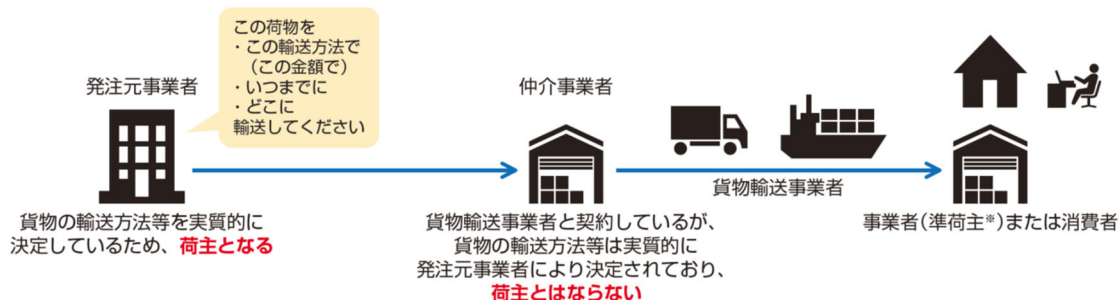 この荷物を
・この輸送方法で
（この金額で）
・いつまでに
・どこに
輸送してください
発注元事業者
仲介事業者
貨物輸送事業者
貨物の輸送方法等を実質的に
決定しているため、荷主となる
貨物輸送事業者と契約しているが、
貨物の輸送方法等は実質的に
発注元事業者により決定されており、
荷主とはならない
事業者（準荷主※）または消費者